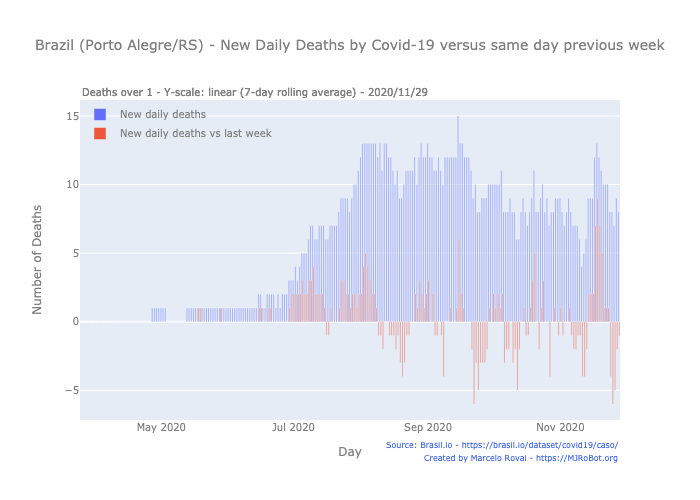 Brazil (Porto Alegre/RS) - New Daily Deaths by Covid-19 versus same day previous week
Deaths over 1 - Y-scale: linear (7-day rolling average) - 2020/11/29
New daily deaths
New daily deaths vs last week
15
10
5
0
−5
Number of Deaths
May 2020
Jul 2020
Sep 2020
Nov 2020
Day
Source: Brasil.io - https://brasil.io/dataset/covid19/caso/
Created by Marcelo Rovai - https://MJRoBot.org